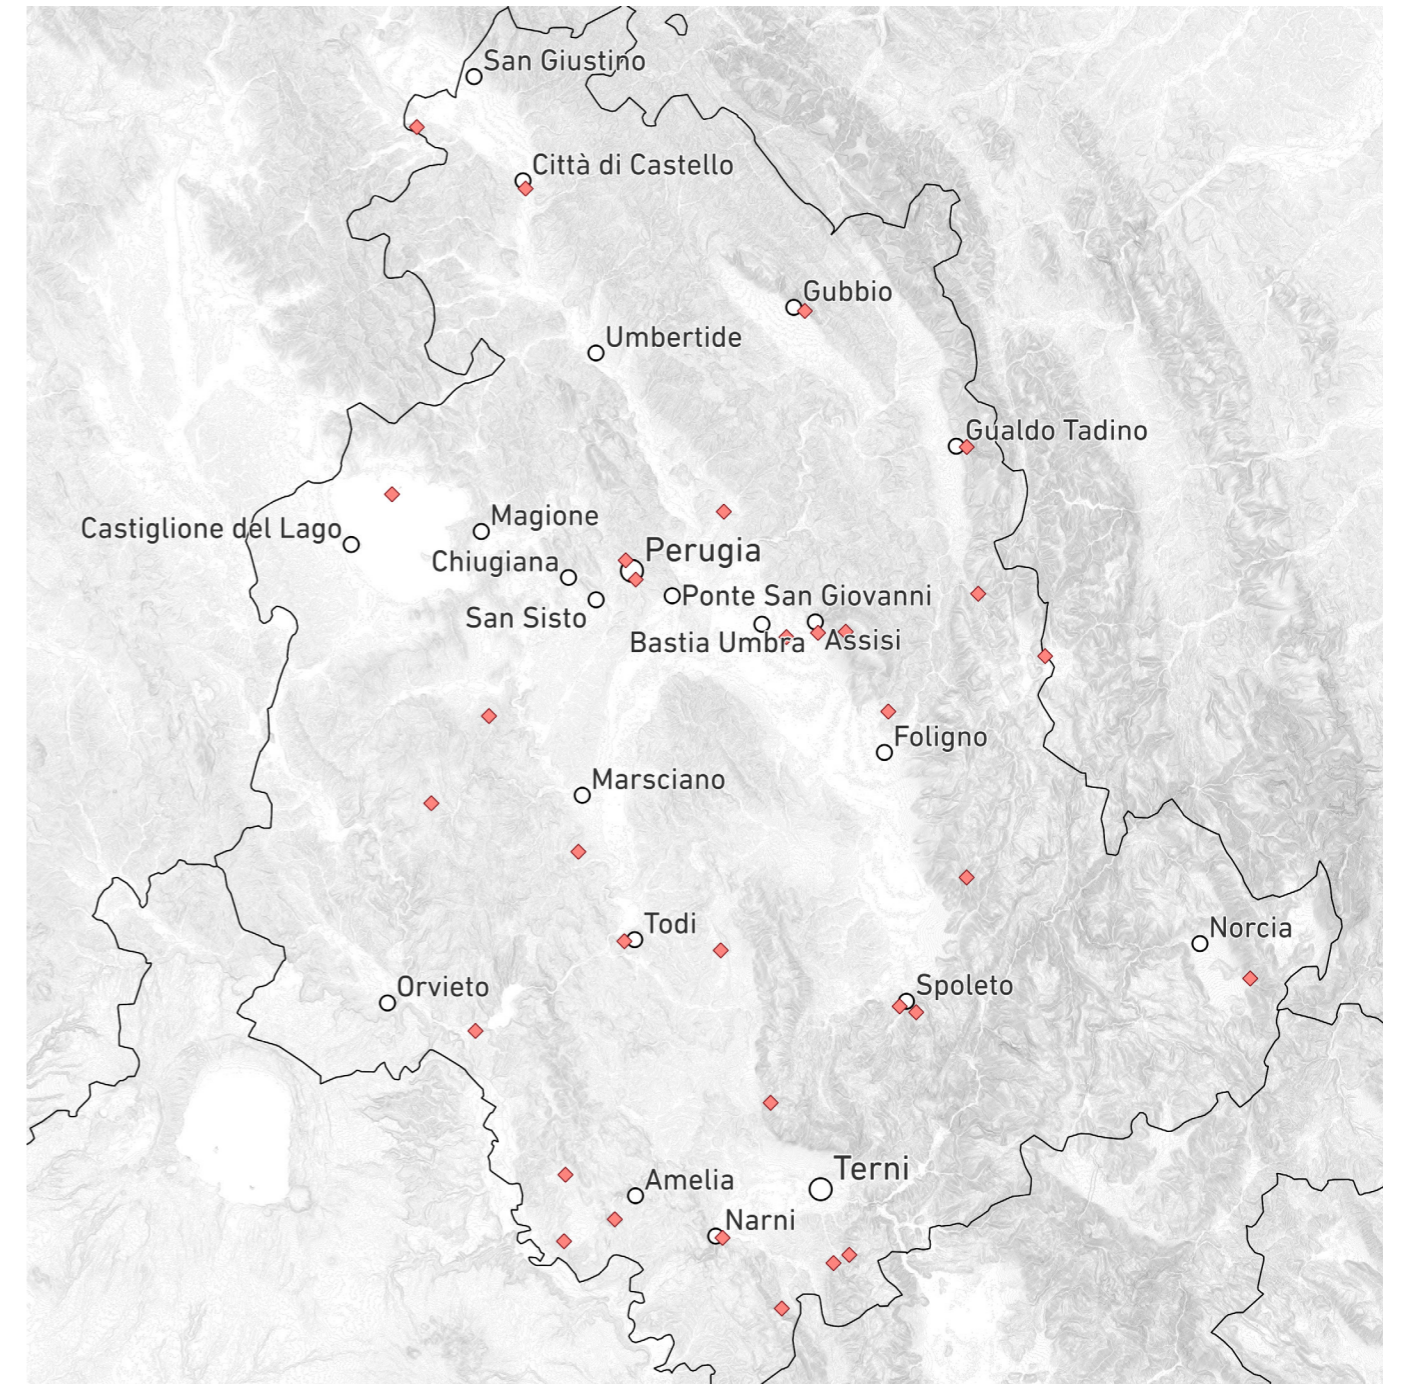 San Giustino
Città di Castello
Gubbio
Umbertide
Gualdo Tadino
Castiglione del Lago
Magione
Perugia
Chiugiana
Ponte San Giovanni
San Sisto
Bastia Umbra
Assisi
Foligno
Marsciano
Todi
Norcia
Orvieto
Spoleto
Terni
Amelia
Narni